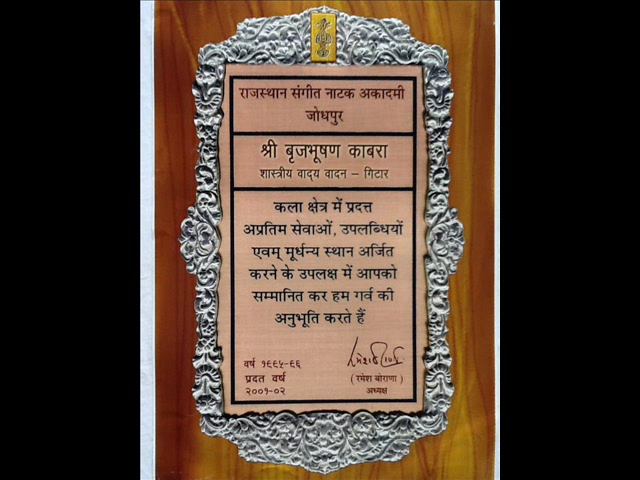 राजस्थान संगीत नाटक अकादमी
जोधपुर
श्री बृजभूषण काबरा
शास्त्रीय वाद्य वादन – गिटार
कला क्षेत्र में प्रदत्त
अप्रतिम सेवाओं, उपलब्धियों
एवम् मूर्धन्य स्थान अर्जित
करने के उपलक्ष में आपको
सम्मानित कर हम गर्व की
अनुभूति करते हैं
वर्ष १९९५-९६
प्रदत वर्ष
२००१-०२
(रमेश बोराणा)
अध्यक्ष